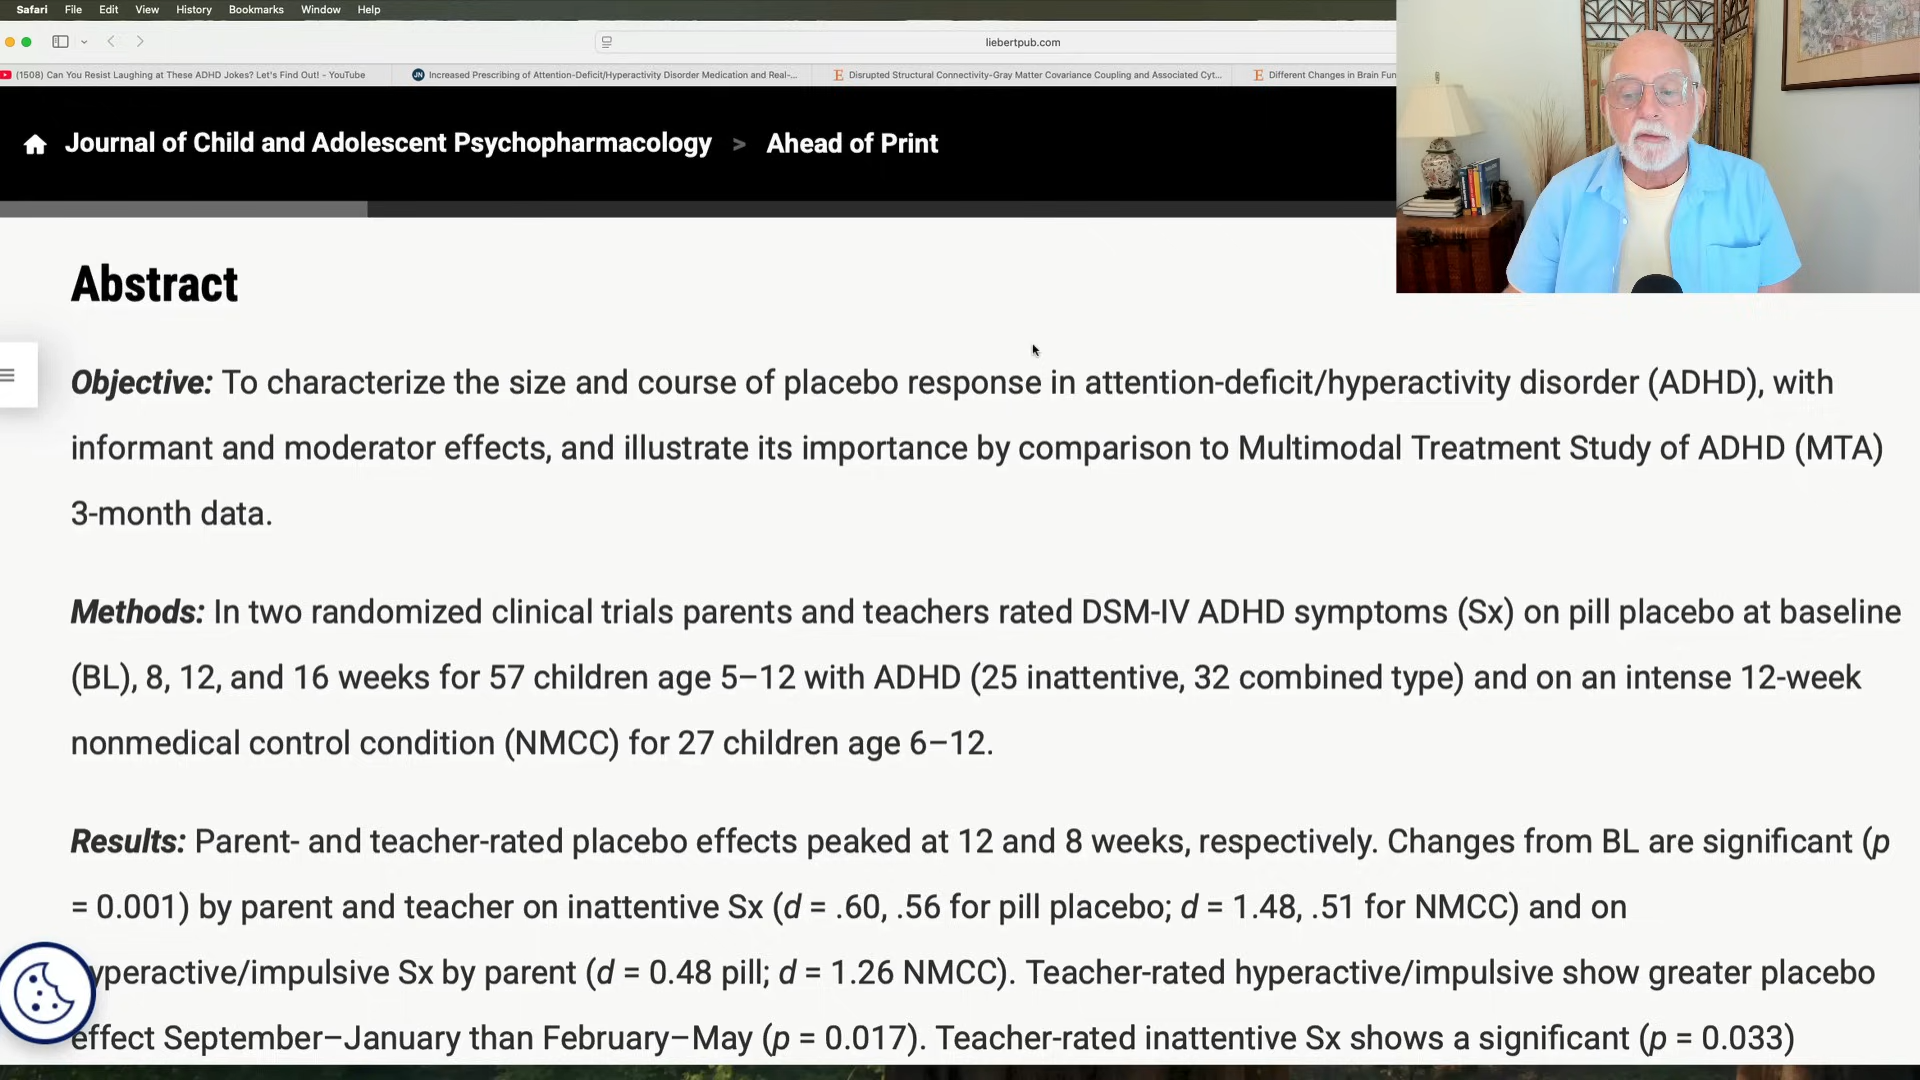 Safari File Edit View History Bookmarks Window Help
liebertpub.com
(1508) Can You Resist Laughing at These ADHD Jokes? Let's Find Out! - YouTube
JN Increased Prescribing of Attention-Deficit/Hyperactivity Disorder Medication and Real-...
E Disrupted Structural Connectivity-Gray Matter Covariance Coupling and Associated Cyt...
E Different Changes in Brain Fun
Journal of Child and Adolescent Psychopharmacology > Ahead of Print
Abstract
Objective: To characterize the size and course of placebo response in attention-deficit/hyperactivity disorder (ADHD), with
informant and moderator effects, and illustrate its importance by comparison to Multimodal Treatment Study of ADHD (MTA)
3-month data.
Methods: In two randomized clinical trials parents and teachers rated DSM-IV ADHD symptoms (Sx) on pill placebo at baseline
(BL), 8, 12, and 16 weeks for 57 children age 5–12 with ADHD (25 inattentive, 32 combined type) and on an intense 12-week
nonmedical control condition (NMCC) for 27 children age 6–12.
Results: Parent- and teacher-rated placebo effects peaked at 12 and 8 weeks, respectively. Changes from BL are significant (p
= 0.001) by parent and teacher on inattentive Sx (d = .60, .56 for pill placebo; d = 1.48, .51 for NMCC) and on
yperactive/impulsive Sx by parent (d = 0.48 pill; d = 1.26 NMCC). Teacher-rated hyperactive/impulsive show greater placebo
effect September–January than February–May (p = 0.017). Teacher-rated inattentive Sx shows a significant (p = 0.033)